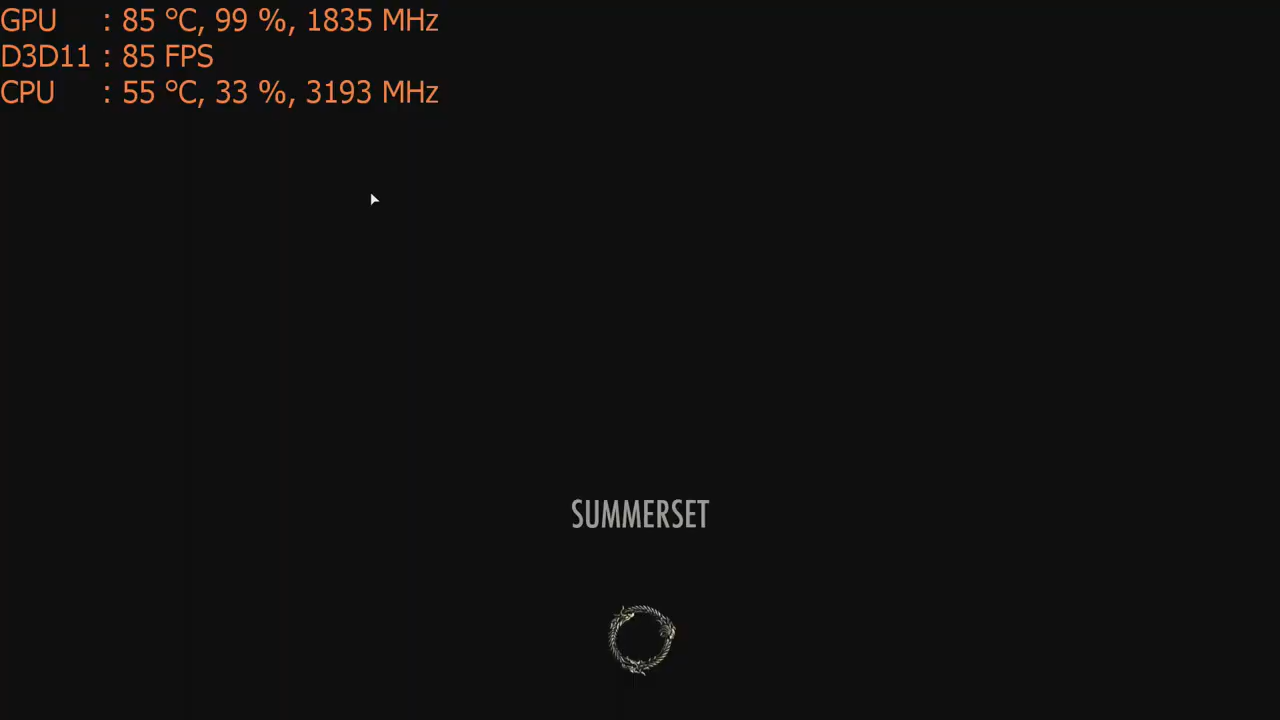 GPU : 85 °C, 99 %, 1835 MHz
D3D11 : 85 FPS
CPU : 55 °C, 33 %, 3193 MHz
SUMMERSET